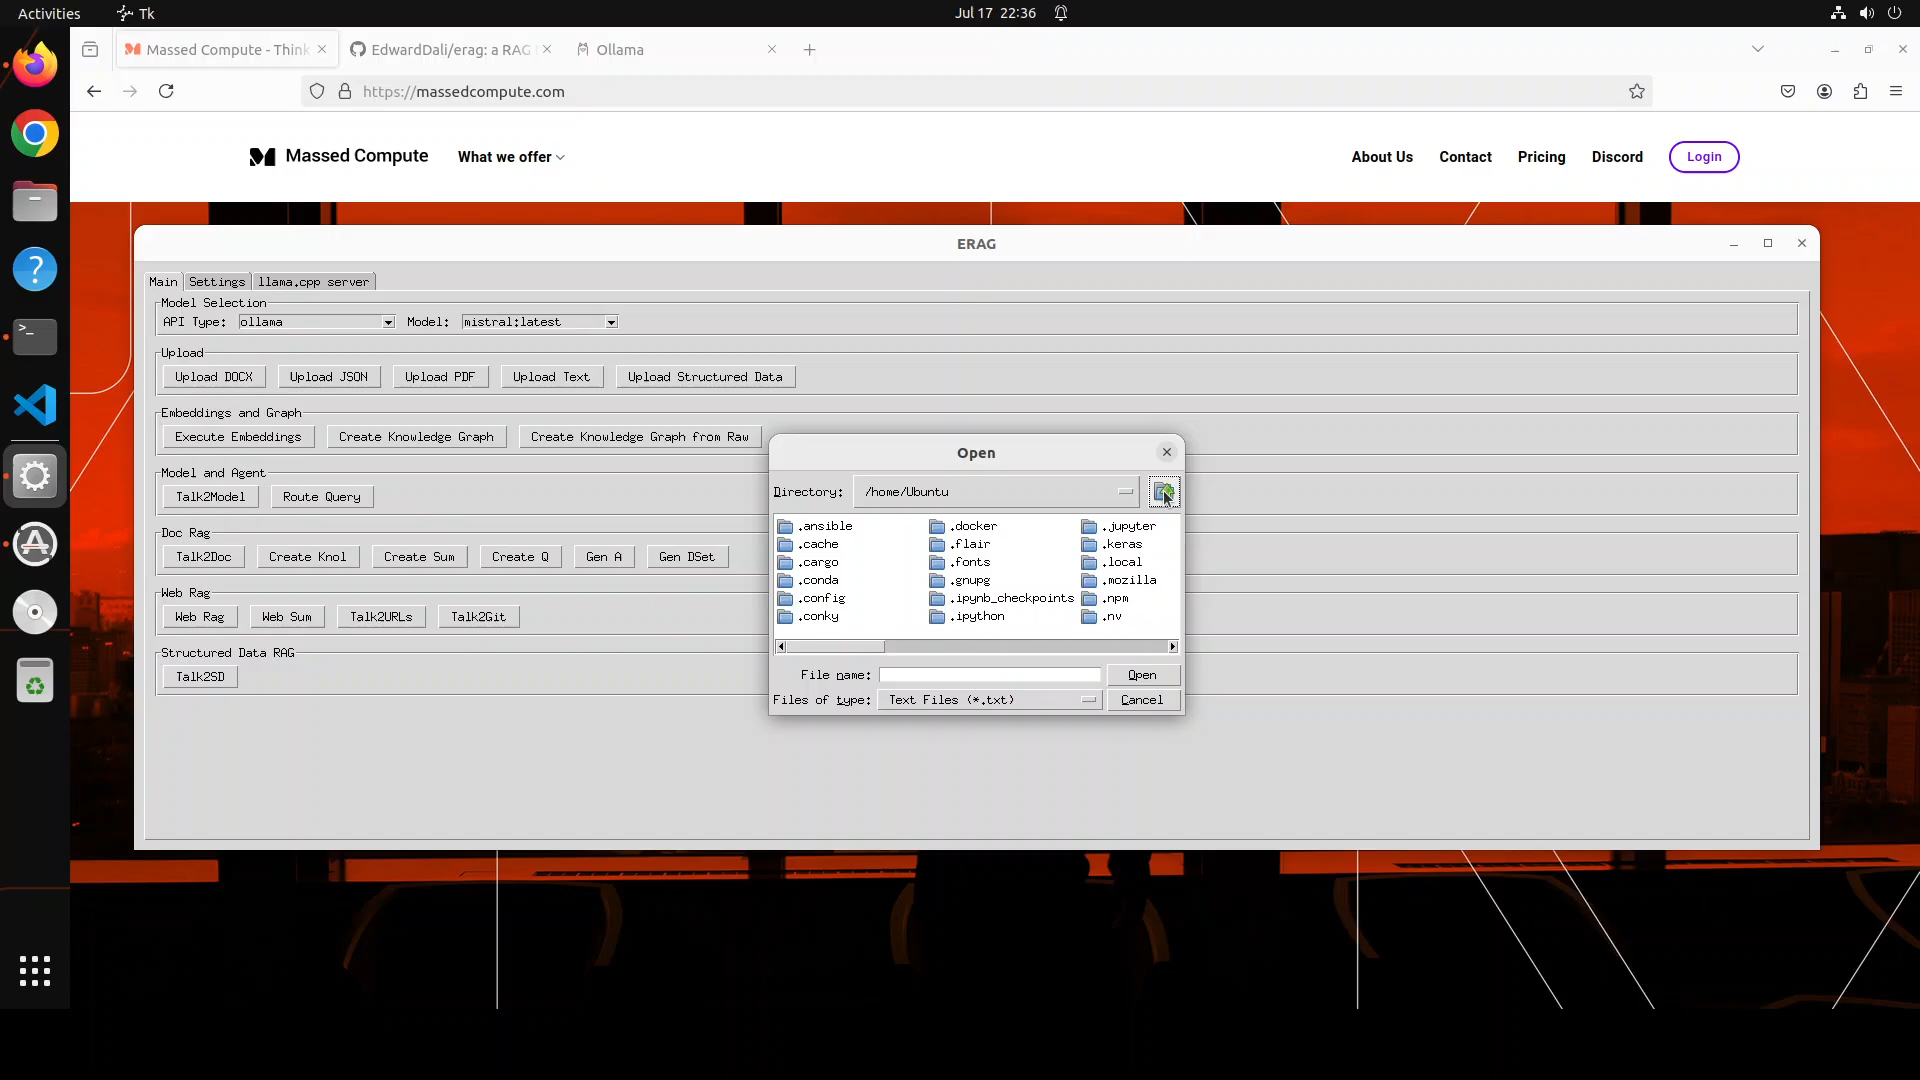 Activities
Tk
Jul 17 22:36
Massed Compute - Think
EdwardDali/erag: a RAG
Ollama
https://massedcompute.com
Massed Compute
What we offer
About Us
Contact
Pricing
Discord
Login
ERAG
Main
Settings
llama.cpp server
Model Selection
API Type:
ollama
Model:
mistral:latest
Upload
Upload DOCX
Upload JSON
Upload PDF
Upload Text
Upload Structured Data
Embeddings and Graph
Execute Embeddings
Create Knowledge Graph
Create Knowledge Graph from Raw
Model and Agent
Talk2Model
Route Query
Doc Rag
Talk2Doc
Create Knol
Create Sum
Create Q
Gen A
Gen DSet
Web Rag
Web Rag
Web Sum
Talk2URLs
Talk2Git
Structured Data RAG
Talk2SD
Open
Directory:
/home/Ubuntu
.ansible
.docker
.jupyter
.cache
.flair
.keras
.cargo
.fonts
.local
.conda
.gnupg
.mozilla
.config
.ipynb_checkpoints
.npm
.conky
.ipython
.nv
File name:
Open
Files of type:
Text Files (*.txt)
Cancel